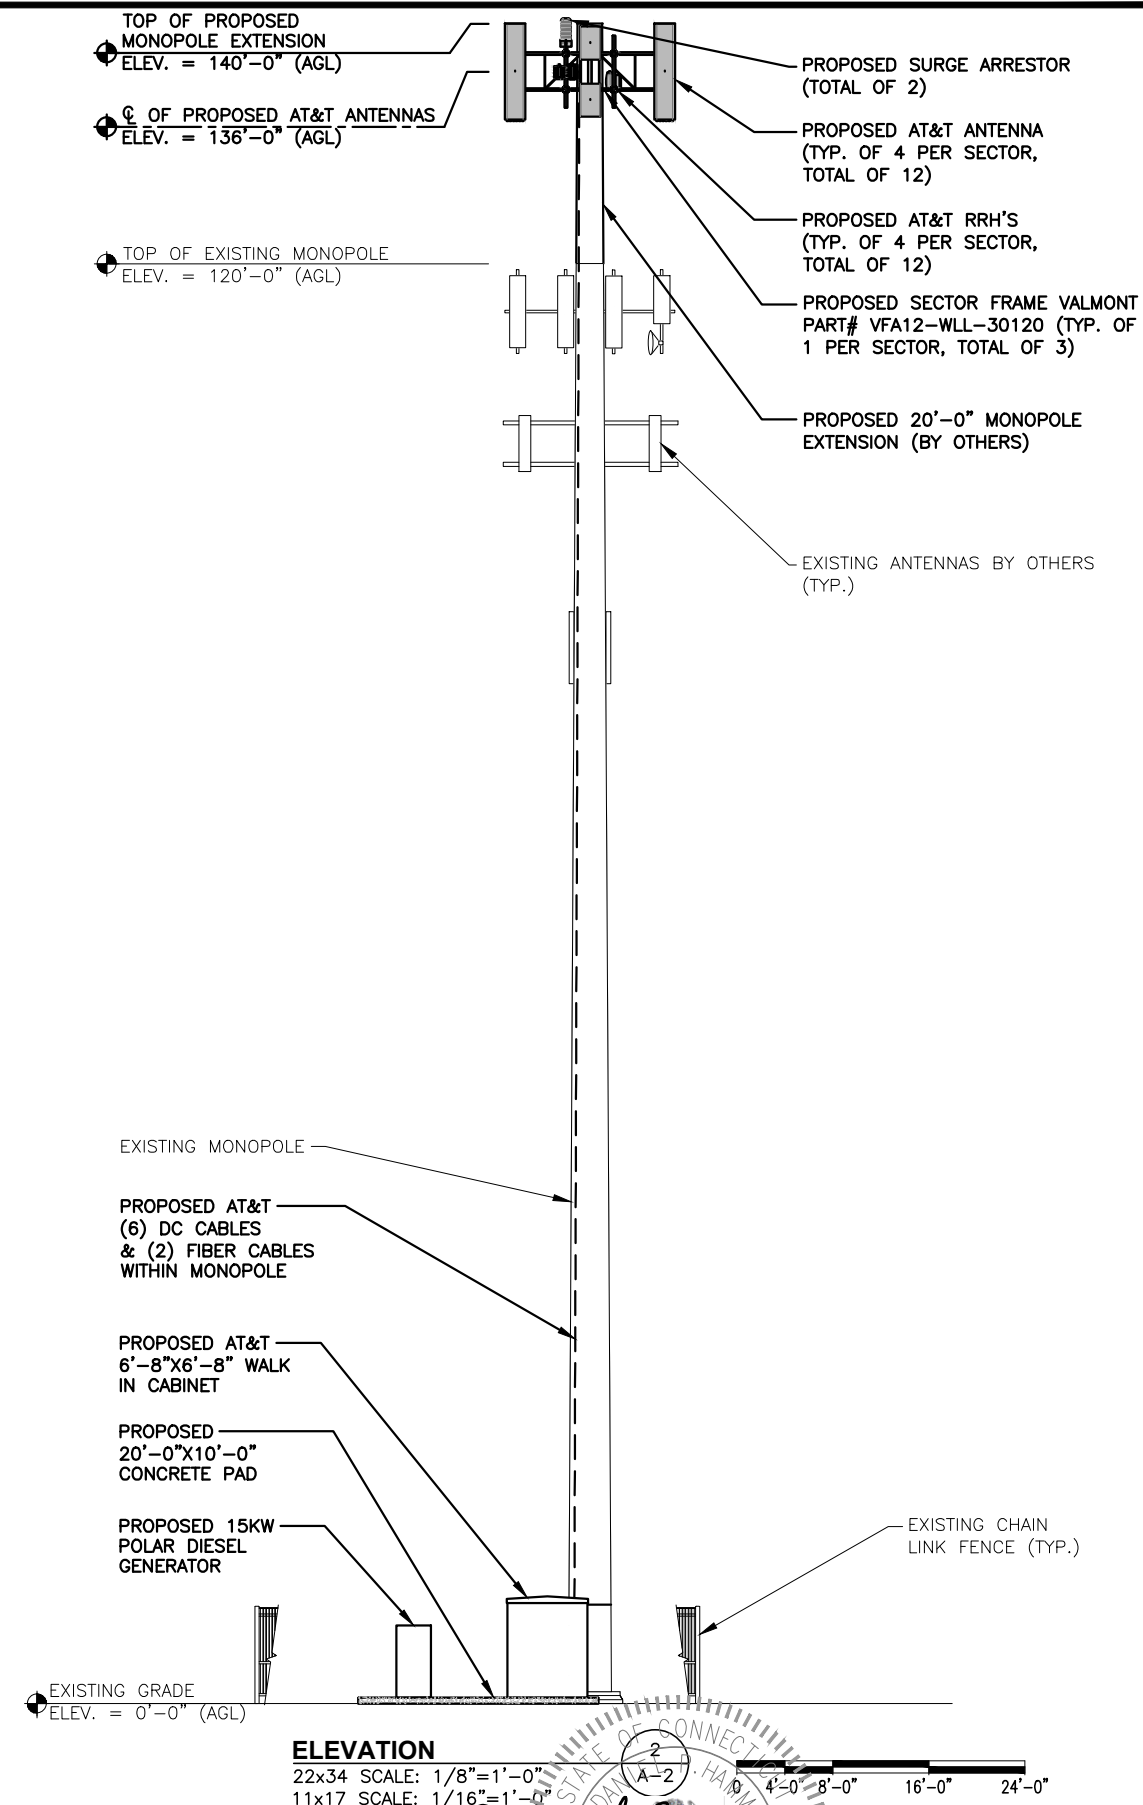 TOP OF PROPOSED
MONOPOLE EXTENSION
ELEV. = 140'-0" (AGL)
℄ OF PROPOSED AT&T ANTENNAS
ELEV. = 136'-0" (AGL)
TOP OF EXISTING MONOPOLE
ELEV. = 120'-0" (AGL)
PROPOSED SURGE ARRESTOR
(TOTAL OF 2)
PROPOSED AT&T ANTENNA
(TYP. OF 4 PER SECTOR,
TOTAL OF 12)
PROPOSED AT&T RRH'S
(TYP. OF 4 PER SECTOR,
TOTAL OF 12)
PROPOSED SECTOR FRAME VALMONT
PART# VFA12-WLL-30120 (TYP. OF
1 PER SECTOR, TOTAL OF 3)
PROPOSED 20'-0" MONOPOLE
EXTENSION (BY OTHERS)
EXISTING ANTENNAS BY OTHERS
(TYP.)
EXISTING MONOPOLE
PROPOSED AT&T
(6) DC CABLES
& (2) FIBER CABLES
WITHIN MONOPOLE
PROPOSED AT&T
6'-8"X6'-8" WALK
IN CABINET
PROPOSED
20'-0"X10'-0"
CONCRETE PAD
PROPOSED 15KW
POLAR DIESEL
GENERATOR
EXISTING CHAIN
LINK FENCE (TYP.)
EXISTING GRADE
ELEV. = 0'-0" (AGL)
ELEVATION
22x34 SCALE: 1/8"=1'-0"
11x17 SCALE: 1/16"=1'-0"
2
A-2
STATE OF CONNECTICUT
DANIEL P. HAMM
0 4'-0" 8'-0" 16'-0" 24'-0"